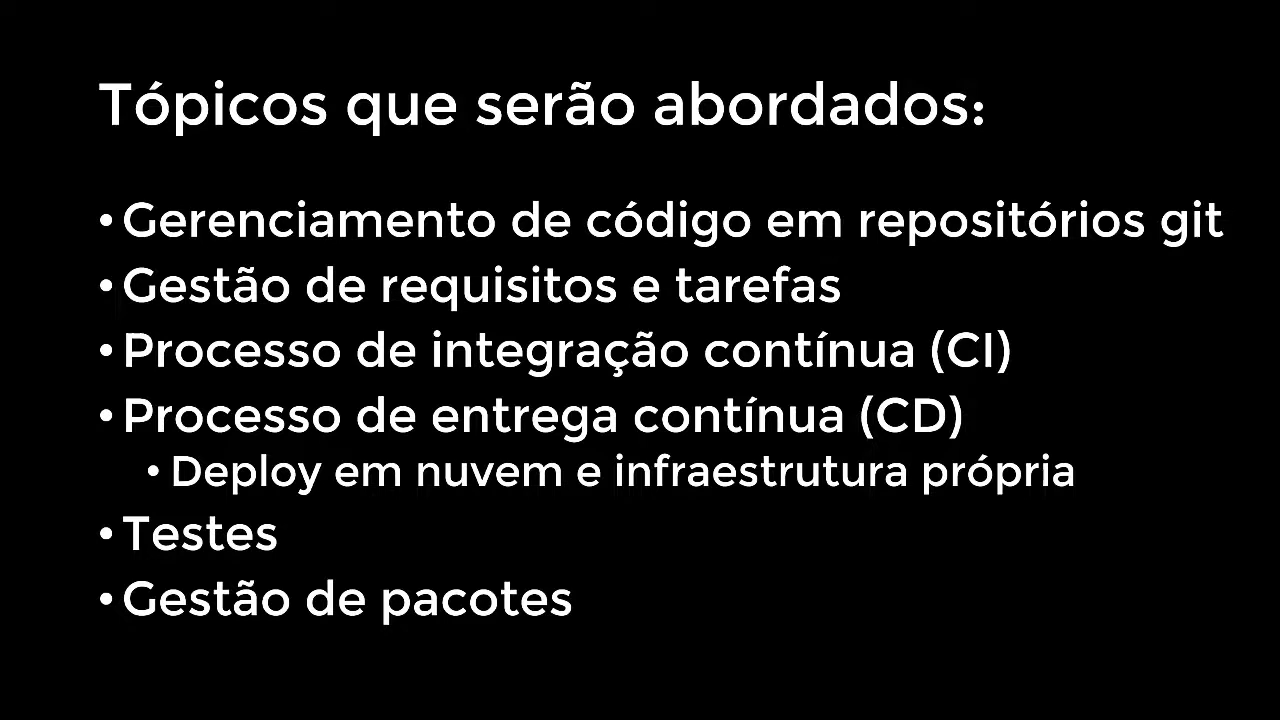 Tópicos que serão abordados:
• Gerenciamento de código em repositórios git
• Gestão de requisitos e tarefas
• Processo de integração contínua (CI)
• Processo de entrega contínua (CD)
• Deploy em nuvem e infraestrutura própria
• Testes
• Gestão de pacotes